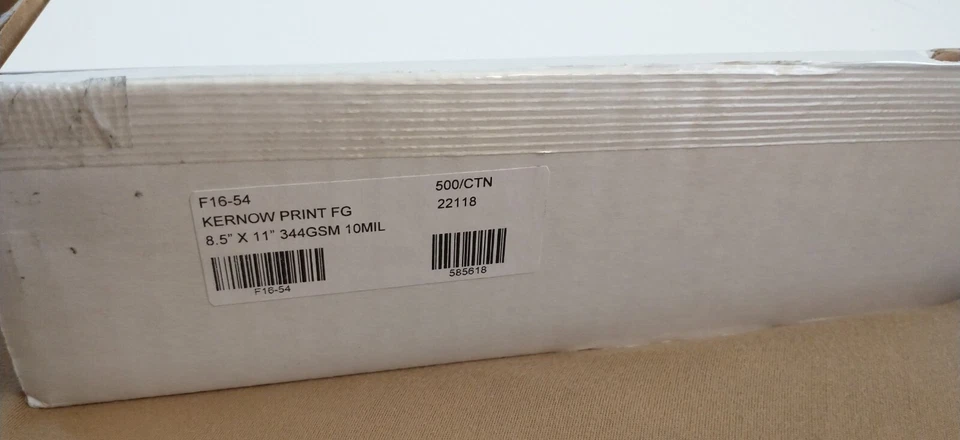 F16-54
KERNOW PRINT FG
8.5" X 11" 344GSM 10MIL
F16-54
500/CTN
22118
585618